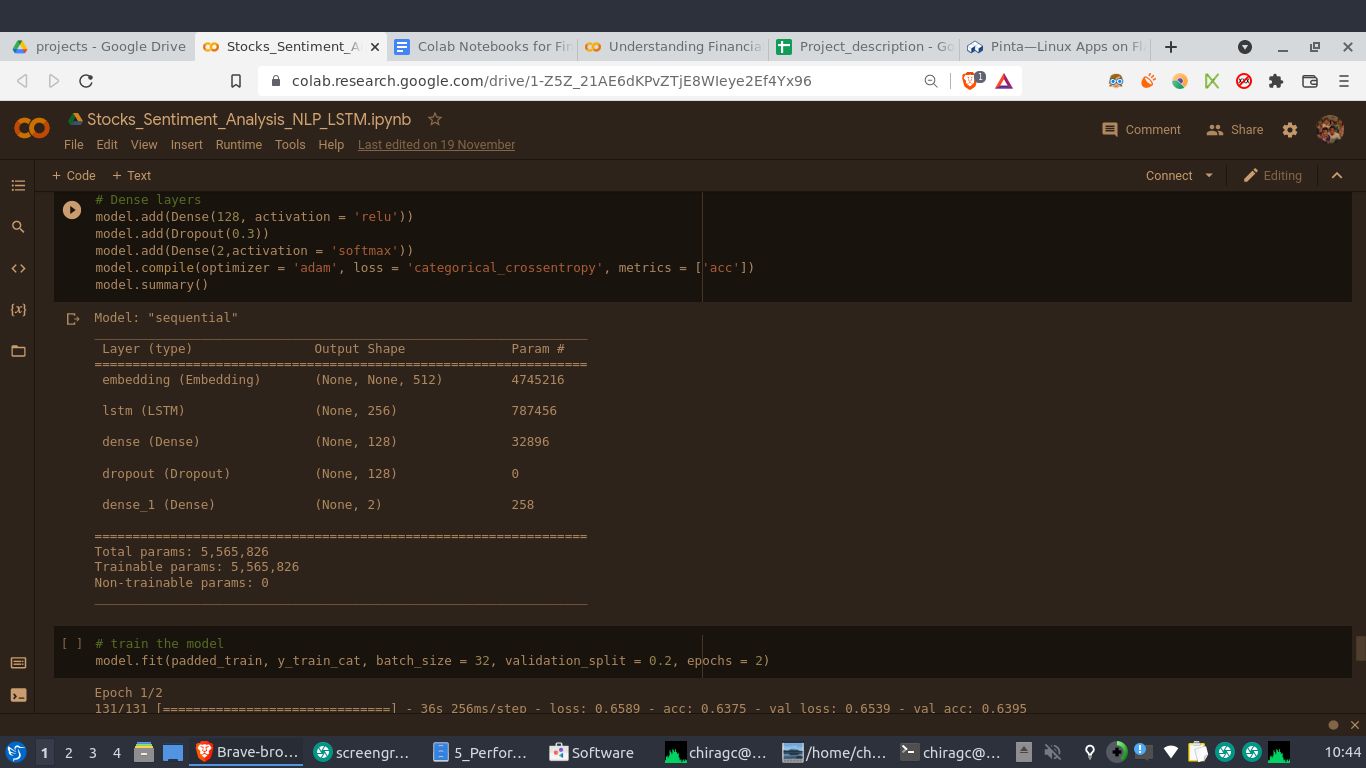 projects - Google Drive
Stocks_Sentiment_A
Colab Notebooks for Fin
Understanding Financia
Project_description - Go
Pinta—Linux Apps on Fl
colab.research.google.com/drive/1-Z5Z_21AE6dKPvZTjE8WIeye2Ef4Yx96
1
Stocks_Sentiment_Analysis_NLP_LSTM.ipynb
Comment
Share
File Edit View Insert Runtime Tools Help Last edited on 19 November
+ Code + Text
Connect
Editing
# Dense layers
model.add(Dense(128, activation = 'relu'))
model.add(Dropout(0.3))
model.add(Dense(2,activation = 'softmax'))
model.compile(optimizer = 'adam', loss = 'categorical_crossentropy', metrics = ['acc'])
model.summary()
Model: "sequential"
Layer (type) Output Shape Param #
=================================================================
embedding (Embedding) (None, None, 512) 4745216
lstm (LSTM) (None, 256) 787456
dense (Dense) (None, 128) 32896
dropout (Dropout) (None, 128) 0
dense_1 (Dense) (None, 2) 258
=================================================================
Total params: 5,565,826
Trainable params: 5,565,826
Non-trainable params: 0
[ ] # train the model
model.fit(padded_train, y_train_cat, batch_size = 32, validation_split = 0.2, epochs = 2)
Epoch 1/2
131/131 [==============================] - 36s 256ms/step - loss: 0.6589 - acc: 0.6375 - val_loss: 0.6539 - val_acc: 0.6395
1 2 3 4 Brave-bro... screengr... 5_Perfor... Software chiragc@... /home/ch... chiragc@... 10:44